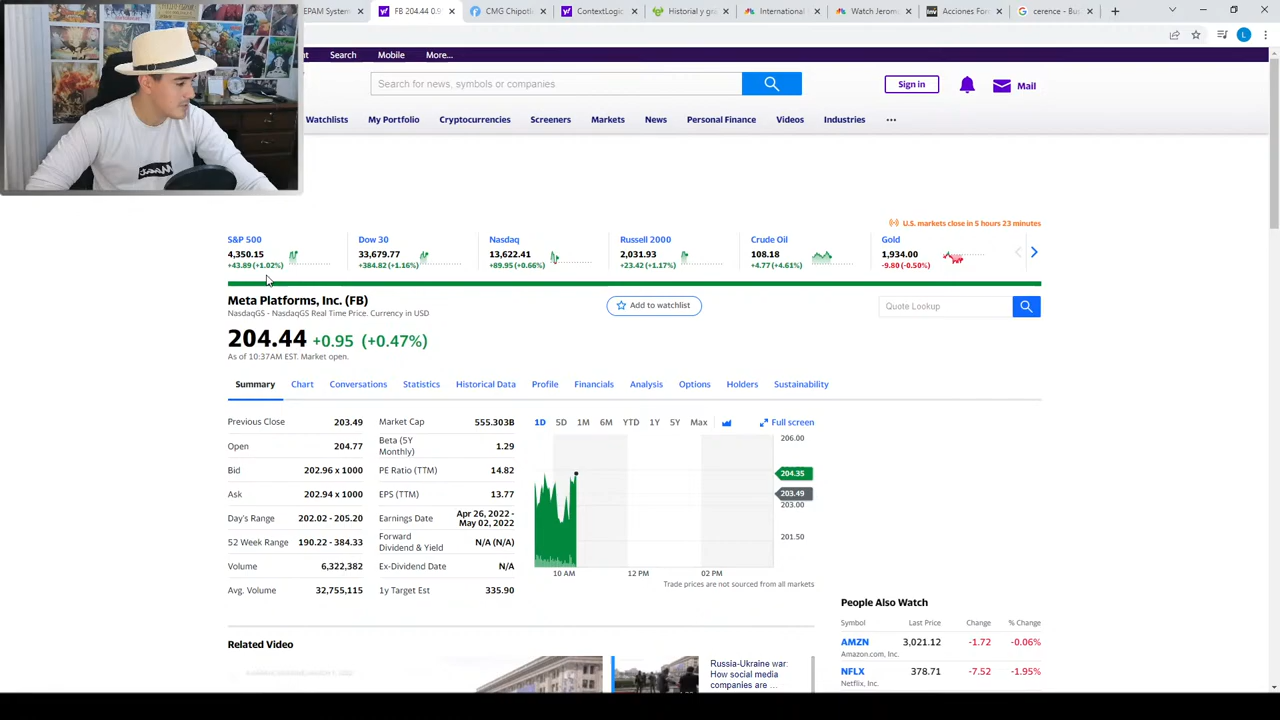 EPAM System
FB 204.44 0.9
CMG Chipotl
ContextLogi
Historial y g
International
Watch Jerem
Acciones For
cerence - Bu
Search
Mobile
More...
Search for news, symbols or companies
Sign in
Mail
Watchlists
My Portfolio
Cryptocurrencies
Screeners
Markets
News
Personal Finance
Videos
Industries
...
U.S. markets close in 5 hours 23 minutes
S&P 500
4,350.15
+43.89 (+1.02%)
Dow 30
33,679.77
+384.82 (+1.16%)
Nasdaq
13,622.41
+89.95 (+0.66%)
Russell 2000
2,031.93
+23.42 (+1.17%)
Crude Oil
108.18
+4.77 (+4.61%)
Gold
1,934.00
-9.80 (-0.50%)
Meta Platforms, Inc. (FB)
NasdaqGS - NasdaqGS Real Time Price. Currency in USD
Add to watchlist
Quote Lookup
204.44 +0.95 (+0.47%)
As of 10:37AM EST. Market open.
Summary
Chart
Conversations
Statistics
Historical Data
Profile
Financials
Analysis
Options
Holders
Sustainability
Previous Close 203.49
Open 204.77
Bid 202.96 x 1000
Ask 202.94 x 1000
Day's Range 202.02 - 205.20
52 Week Range 190.22 - 384.33
Volume 6,322,382
Avg. Volume 32,755,115
Market Cap 555.303B
Beta (5Y
Monthly) 1.29
PE Ratio (TTM) 14.82
EPS (TTM) 13.77
Earnings Date Apr 26, 2022 -
May 02, 2022
Forward
Dividend & Yield N/A (N/A)
Ex-Dividend Date N/A
1y Target Est 335.90
1D 5D 1M 6M YTD 1Y 5Y Max
Full screen
206.00
204.35
203.49
203.00
201.50
10 AM 12 PM 02 PM
Trade prices are not sourced from all markets
People Also Watch
Symbol Last Price Change % Change
AMZN 3,021.12 -1.72 -0.06%
Amazon.com, Inc.
NFLX 378.71 -7.52 -1.95%
Netflix, Inc.
Related Video
Russia-Ukraine war:
How social media
companies are ...